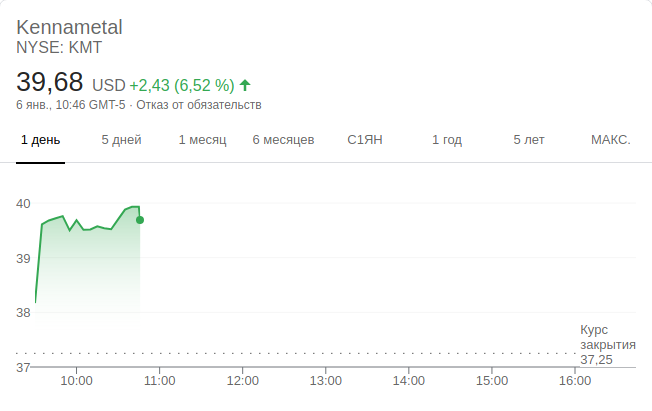 Kennametal
NYSE: KMT
39,68 USD +2,43 (6,52 %)
6 янв., 10:46 GMT-5 · Отказ от обязательств
1 день 5 дней 1 месяц 6 месяцев С1ЯН 1 год 5 лет МАКС.
40
39
38
37
Курс
закрытия
37,25
10:00 11:00 12:00 13:00 14:00 15:00 16:00